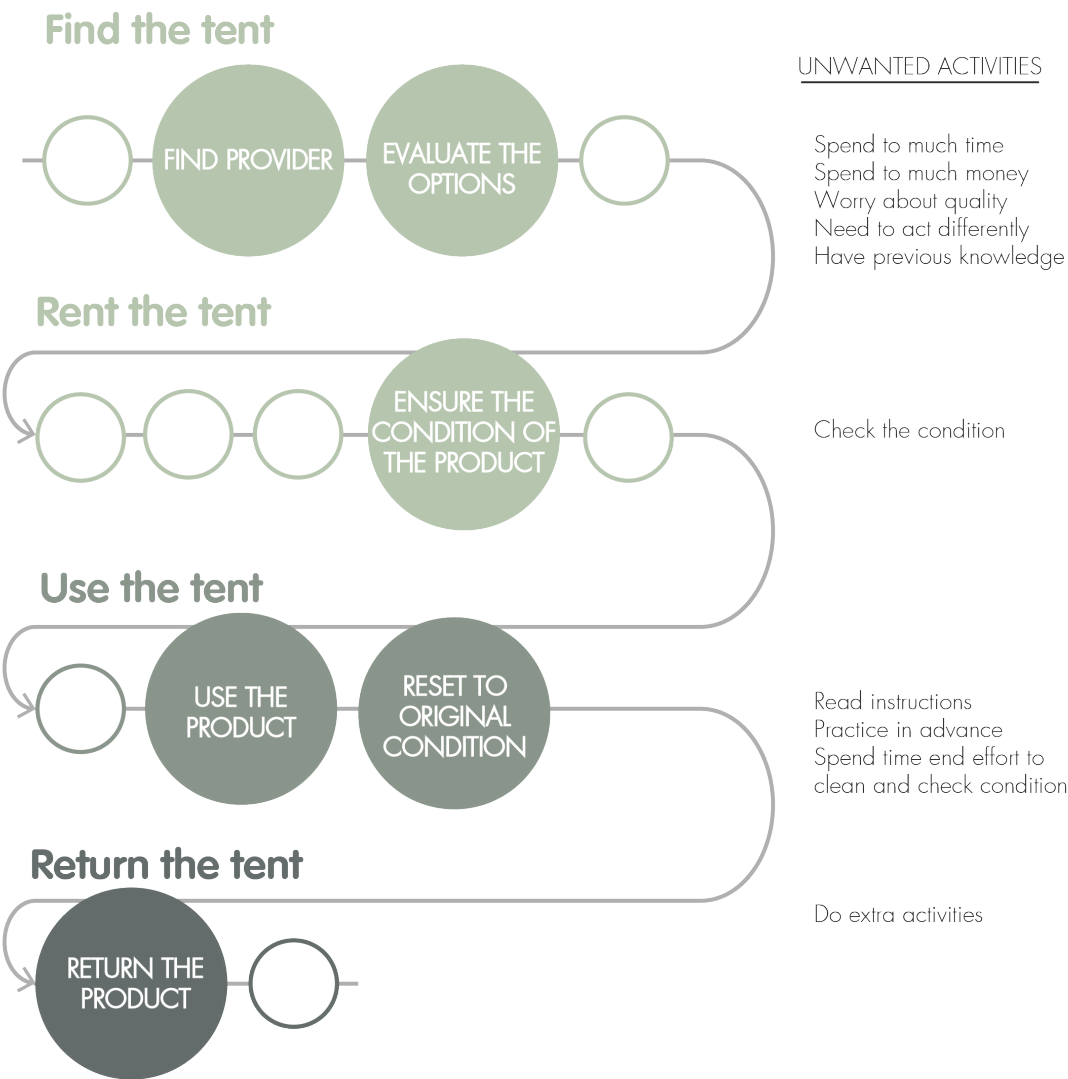 Find the tent
UNWANTED ACTIVITIES
FIND PROVIDER
EVALUATE THE
OPTIONS
Spend to much time
Spend to much money
Worry about quality
Need to act differently
Have previous knowledge
Rent the tent
ENSURE THE
CONDITION OF
THE PRODUCT
Check the condition
Use the tent
USE THE
PRODUCT
RESET TO
ORIGINAL
CONDITION
Read instructions
Practice in advance
Spend time end effort to
clean and check condition
Return the tent
RETURN THE
PRODUCT
Do extra activities